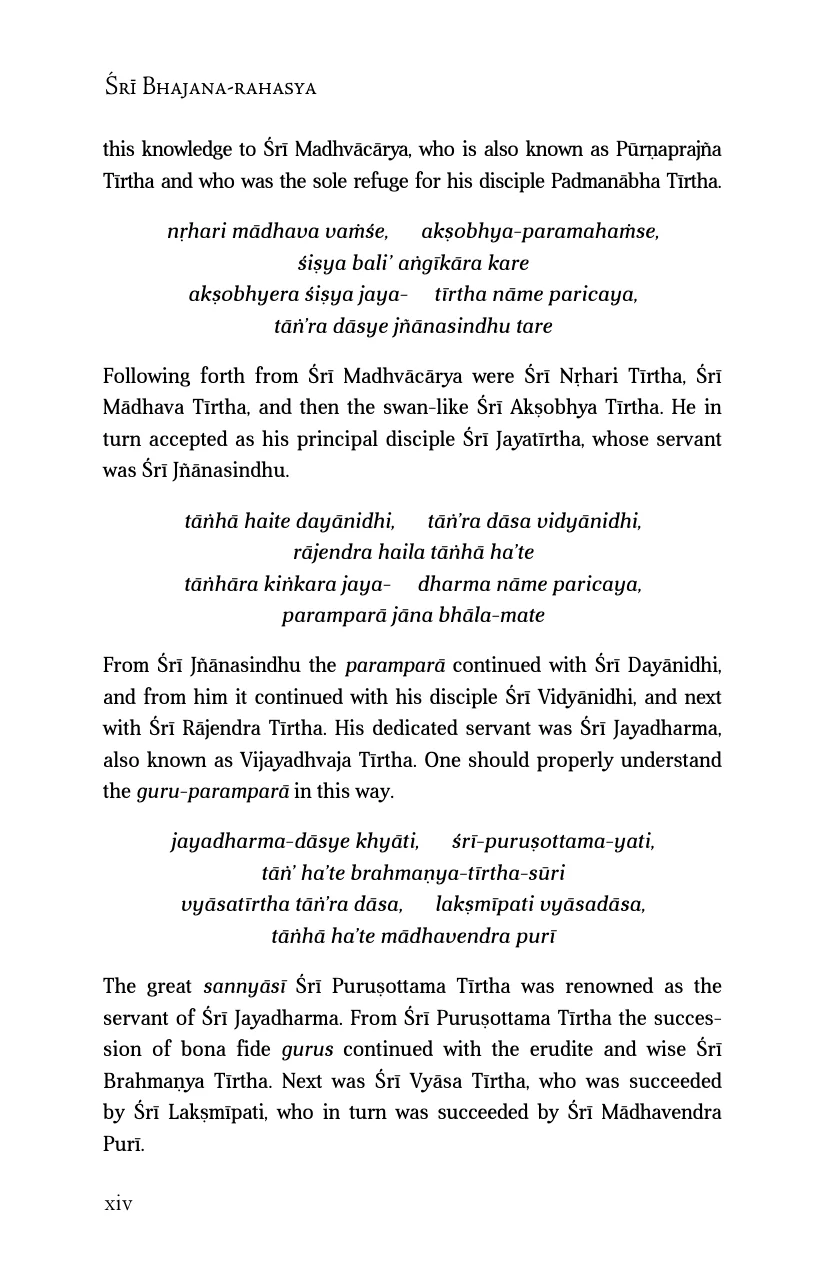 Śrī Bhajana-rahasya
this knowledge to Śrī Madhvācārya, who is also known as Pūrṇaprajña
Tīrtha and who was the sole refuge for his disciple Padmanābha Tīrtha.
nṛhari mādhava vaṁśe, akṣobhya-paramahaṁse,
śiṣya bali’ aṅgīkāra kare
akṣobhyera śiṣya jaya- tīrtha nāme paricaya,
tāṅ’ra dāsye jñānasindhu tare
Following forth from Śrī Madhvācārya were Śrī Nṛhari Tīrtha, Śrī
Mādhava Tīrtha, and then the swan-like Śrī Akṣobhya Tīrtha. He in
turn accepted as his principal disciple Śrī Jayatīrtha, whose servant
was Śrī Jñānasindhu.
tāṅhā haite dayānidhi, tāṅ’ra dāsa vidyānidhi,
rājendra haila tāṅhā ha’te
tāṅhāra kiṅkara jaya- dharma nāme paricaya,
paramparā jāna bhāla-mate
From Śrī Jñānasindhu the paramparā continued with Śrī Dayānidhi,
and from him it continued with his disciple Śrī Vidyānidhi, and next
with Śrī Rājendra Tīrtha. His dedicated servant was Śrī Jayadharma,
also known as Vijayadhvaja Tīrtha. One should properly understand
the guru-paramparā in this way.
jayadharma-dāsye khyāti, śrī-puruṣottama-yati,
tāṅ’ ha’te brahmaṇya-tīrtha-sūri
vyāsatīrtha tāṅ’ra dāsa, lakṣmīpati vyāsadāsa,
tāṅhā ha’te mādhavendra purī
The great sannyāsī Śrī Puruṣottama Tīrtha was renowned as the
servant of Śrī Jayadharma. From Śrī Puruṣottama Tīrtha the succes-
sion of bona fide gurus continued with the erudite and wise Śrī
Brahmaṇya Tīrtha. Next was Śrī Vyāsa Tīrtha, who was succeeded
by Śrī Lakṣmīpati, who in turn was succeeded by Śrī Mādhavendra
Purī.
xiv